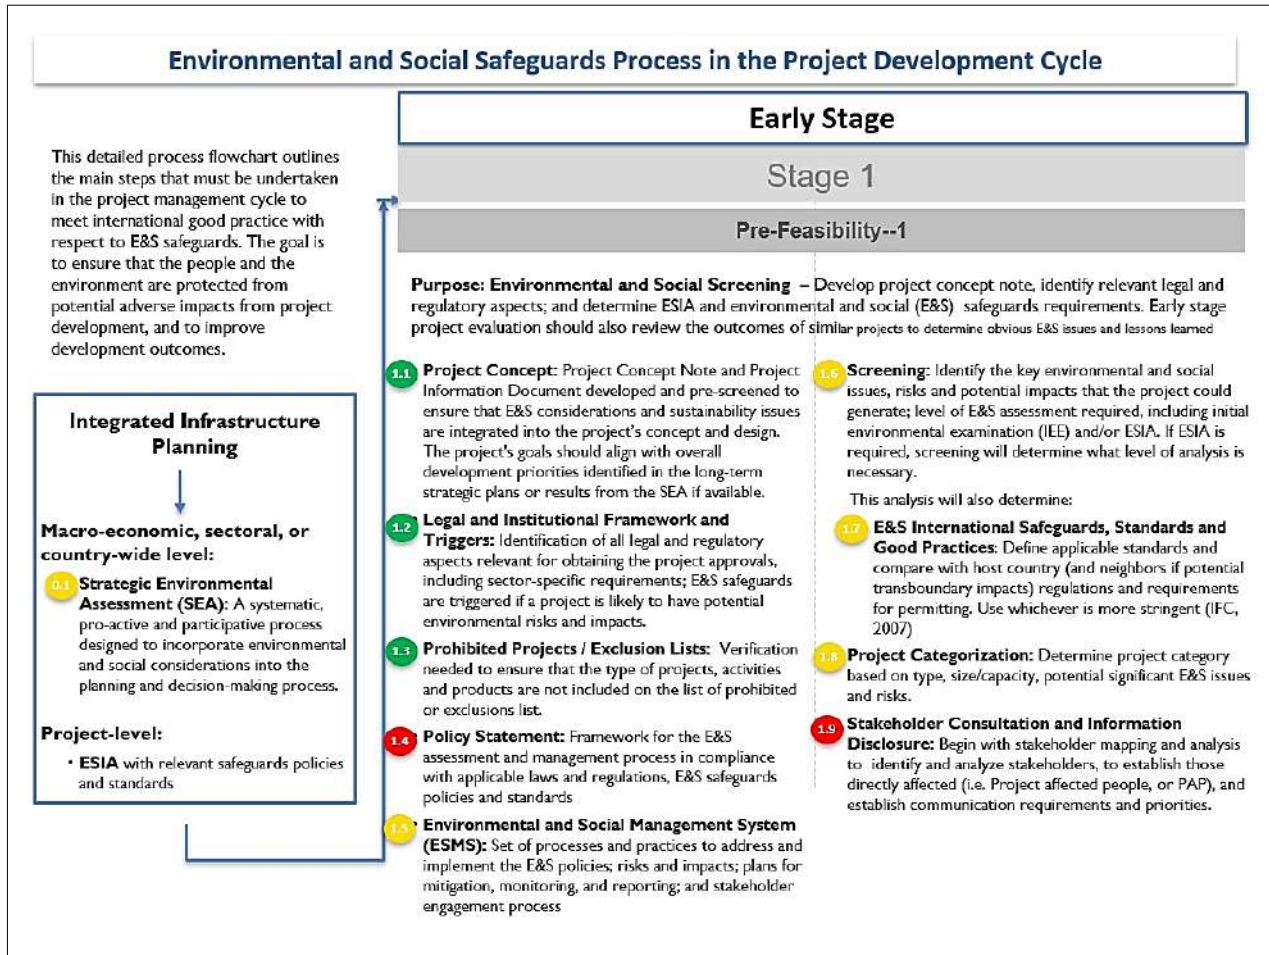 Environmental and Social Safeguards Process in the Project Development Cycle
Early Stage
Stage 1
Pre-Feasibility--1
This detailed process flowchart outlines
the main steps that must be undertaken
in the project management cycle to
meet international good practice with
respect to E&S safeguards. The goal is
to ensure that the people and the
environment are protected from
potential adverse impacts from project
development, and to improve
development outcomes.
Integrated Infrastructure
Planning
Macro-economic, sectoral, or
country-wide level:
0.1 Strategic Environmental
Assessment (SEA): A systematic,
pro-active and participative process
designed to incorporate environmental
and social considerations into the
planning and decision-making process.
Project-level:
• ESIA with relevant safeguards policies
and standards
Purpose: Environmental and Social Screening – Develop project concept note, identify relevant legal and
regulatory aspects; and determine ESIA and environmental and social (E&S) safeguards requirements. Early stage
project evaluation should also review the outcomes of similar projects to determine obvious E&S issues and lessons learned
1.1 Project Concept: Project Concept Note and Project
Information Document developed and pre-screened to
ensure that E&S considerations and sustainability issues
are integrated into the project's concept and design.
The project's goals should align with overall
development priorities identified in the long-term
strategic plans or results from the SEA if available.
1.2 Legal and Institutional Framework and
Triggers: Identification of all legal and regulatory
aspects relevant for obtaining the project approvals,
including sector-specific requirements; E&S safeguards
are triggered if a project is likely to have potential
environmental risks and impacts.
1.3 Prohibited Projects / Exclusion Lists: Verification
needed to ensure that the type of projects, activities
and products are not included on the list of prohibited
or exclusions list.
1.4 Policy Statement: Framework for the E&S
assessment and management process in compliance
with applicable laws and regulations, E&S safeguards
policies and standards
1.5 Environmental and Social Management System
(ESMS): Set of processes and practices to address and
implement the E&S policies; risks and impacts; plans for
mitigation, monitoring, and reporting; and stakeholder
engagement process
1.6 Screening: Identify the key environmental and social
issues, risks and potential impacts that the project could
generate; level of E&S assessment required, including initial
environmental examination (IEE) and/or ESIA. If ESIA is
required, screening will determine what level of analysis is
necessary.
This analysis will also determine:
1.7 E&S International Safeguards, Standards and
Good Practices: Define applicable standards and
compare with host country (and neighbors if potential
transboundary impacts) regulations and requirements
for permitting. Use whichever is more stringent (IFC,
2007)
1.8 Project Categorization: Determine project category
based on type, size/capacity, potential significant E&S issues
and risks.
1.9 Stakeholder Consultation and Information
Disclosure: Begin with stakeholder mapping and analysis
to identify and analyze stakeholders, to establish those
directly affected (i.e. Project affected people, or PAP), and
establish communication requirements and priorities.